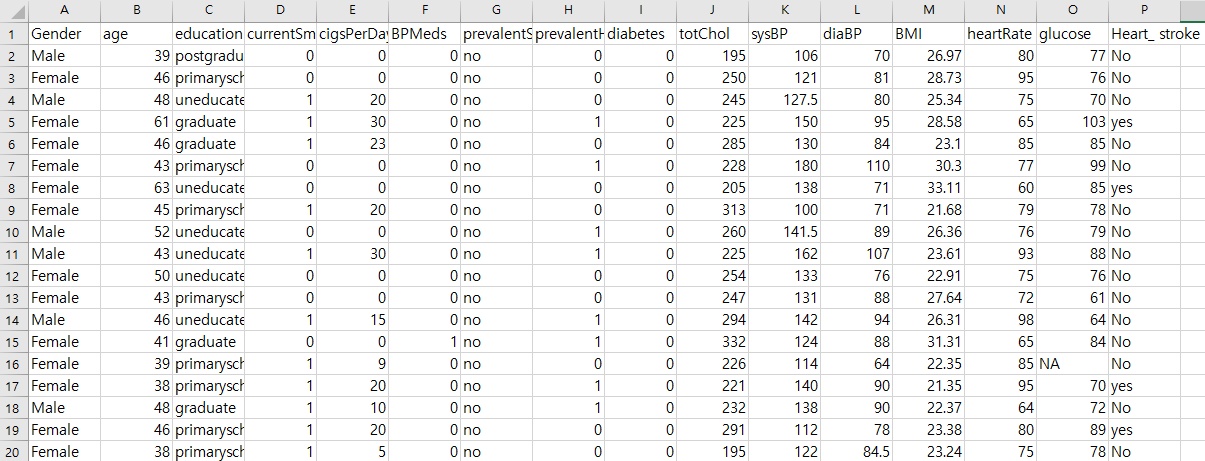 A B C D E F G H I J K L M N O P
1 Gender age education currentSm cigsPerDay BPMeds prevalentS prevalentH diabetes totChol sysBP diaBP BMI heartRate glucose Heart_ stroke
2 Male 39 postgradu 0 0 0 no 0 0 195 106 70 26.97 80 77 No
3 Female 46 primarysch 0 0 0 no 0 0 250 121 81 28.73 95 76 No
4 Male 48 uneducate 1 20 0 no 0 0 245 127.5 80 25.34 75 70 No
5 Female 61 graduate 1 30 0 no 1 0 225 150 95 28.58 65 103 yes
6 Female 46 graduate 1 23 0 no 0 0 285 130 84 23.1 85 85 No
7 Female 43 primarysch 0 0 0 no 1 0 228 180 110 30.3 77 99 No
8 Female 63 uneducate 0 0 0 no 0 0 205 138 71 33.11 60 85 yes
9 Female 45 primarysch 1 20 0 no 0 0 313 100 71 21.68 79 78 No
10 Male 52 uneducate 0 0 0 no 1 0 260 141.5 89 26.36 76 79 No
11 Male 43 uneducate 1 30 0 no 1 0 225 162 107 23.61 93 88 No
12 Female 50 uneducate 0 0 0 no 0 0 254 133 76 22.91 75 76 No
13 Female 43 primarysch 0 0 0 no 0 0 247 131 88 27.64 72 61 No
14 Male 46 uneducate 1 15 0 no 1 0 294 142 94 26.31 98 64 No
15 Female 41 graduate 0 0 1 no 1 0 332 124 88 31.31 65 84 No
16 Female 39 primarysch 1 9 0 no 0 0 226 114 64 22.35 85 NA No
17 Female 38 primarysch 1 20 0 no 1 0 221 140 90 21.35 95 70 yes
18 Male 48 graduate 1 10 0 no 1 0 232 138 90 22.37 64 72 No
19 Female 46 primarysch 1 20 0 no 0 0 291 112 78 23.38 80 89 yes
20 Female 38 primarysch 1 5 0 no 0 0 195 122 84.5 23.24 75 78 No